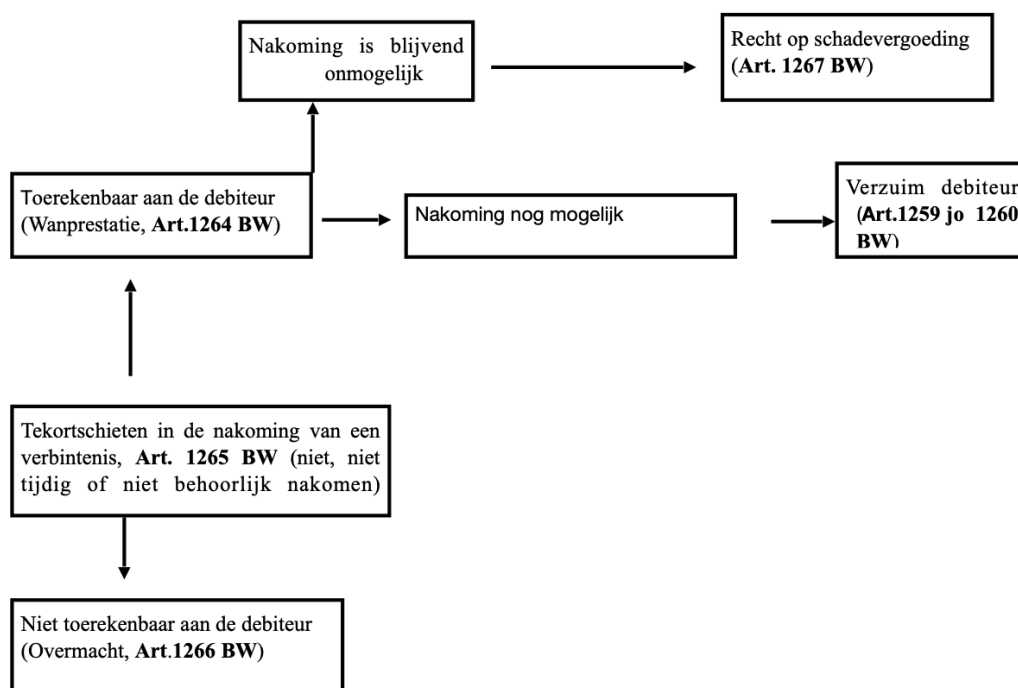 Nakoming is blijvend
onmogelijk
Recht op schadevergoeding
(Art. 1267 BW)
Toerekenbaar aan de debiteur
(Wanprestatie, Art.1264 BW)
Nakoming nog mogelijk
Verzuim debiteur
(Art.1259 jo 1260
BW)
Tekortschieten in de nakoming van een
verbintenis, Art. 1265 BW (niet, niet
tijdig of niet behoorlijk nakomen)
Niet toerekenbaar aan de debiteur
(Overmacht, Art.1266 BW)